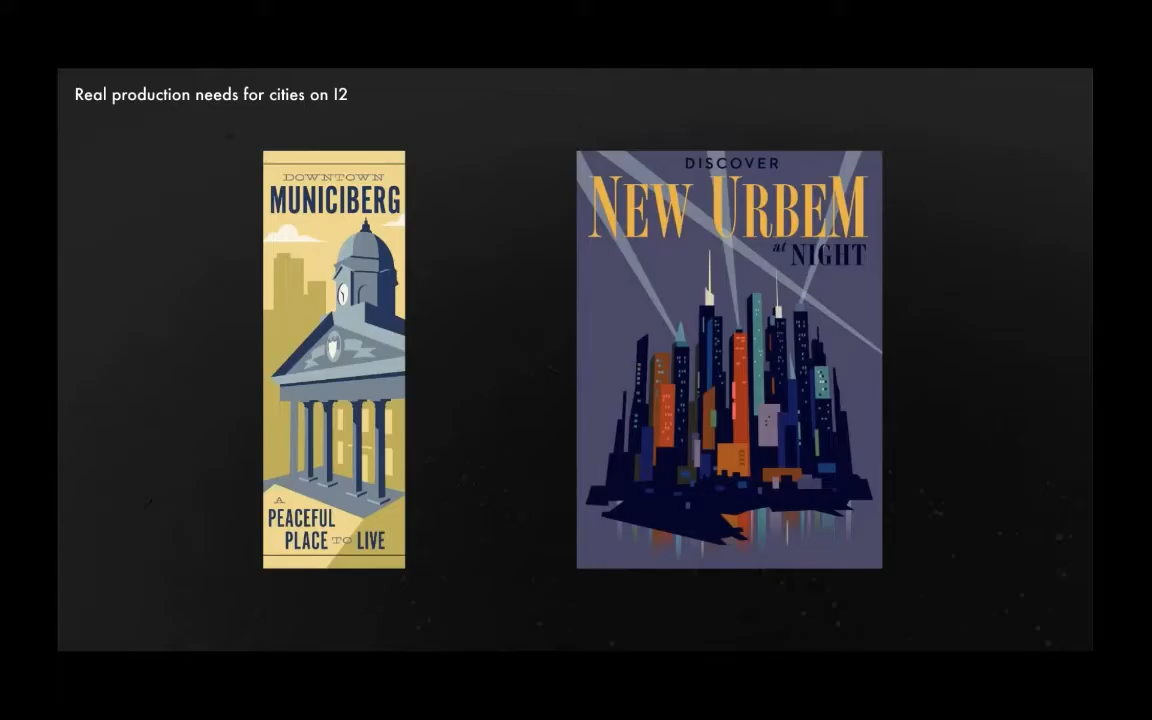 Real production needs for cities on I2
DOWNTOWN
MUNICIBERG
A
PEACEFUL
PLACE TO LIVE
DISCOVER
NEW URBEM
at NIGHT